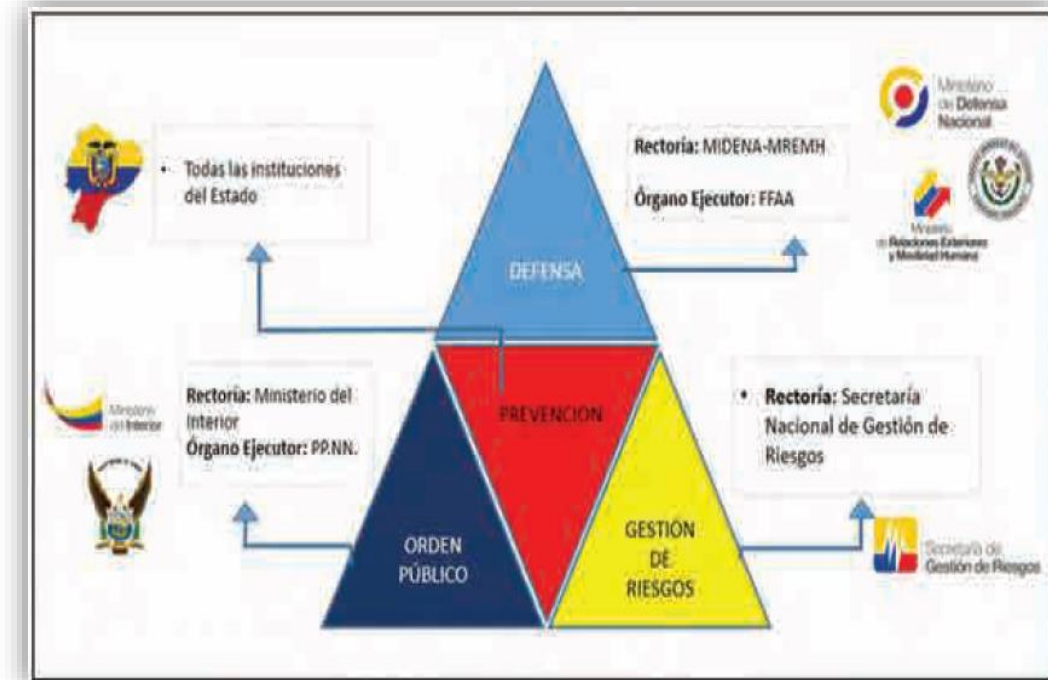 Ministerio
de Defensa
Nacional
• Todas las instituciones
del Estado
Rectoría: MIDENA-MREMH
Órgano Ejecutor: FFAA
Ministerio
de Relaciones Exteriores
y Movilidad Humana
DEFENSA
Ministerio
del Interior
Rectoría: Ministerio del
Interior
Órgano Ejecutor: PP.NN.
PREVENCION
• Rectoría: Secretaría
Nacional de Gestión de
Riesgos
ORDEN
PÚBLICO
GESTIÓN
DE
RIESGOS
Secretaría de
Gestión de Riesgos